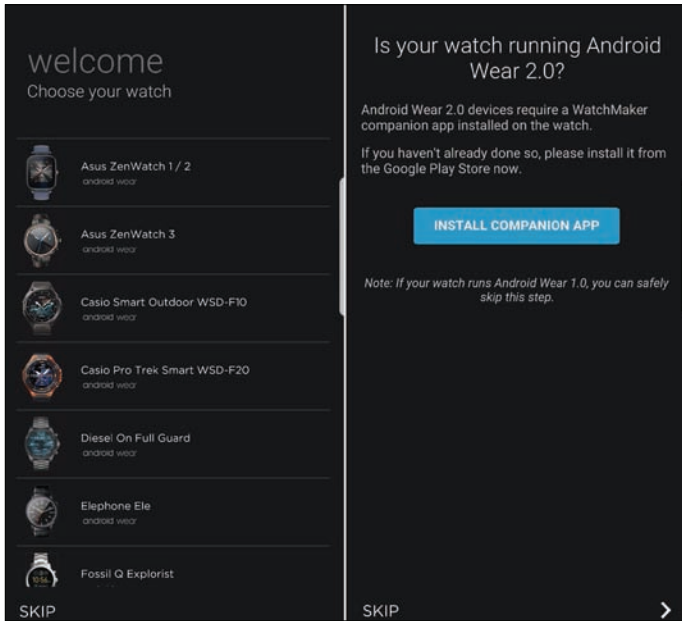 welcome
Choose your watch
Asus ZenWatch 1 / 2
android wear
Asus ZenWatch 3
android wear
Casio Smart Outdoor WSD-F10
android wear
Casio Pro Trek Smart WSD-F20
android wear
Diesel On Full Guard
android wear
Elephone Ele
android wear
Fossil Q Explorist
SKIP
Is your watch running Android
Wear 2.0?
Android Wear 2.0 devices require a WatchMaker
companion app installed on the watch.
If you haven't already done so, please install it from
the Google Play Store now.
INSTALL COMPANION APP
Note: If your watch runs Android Wear 1.0, you can safely
skip this step.
SKIP